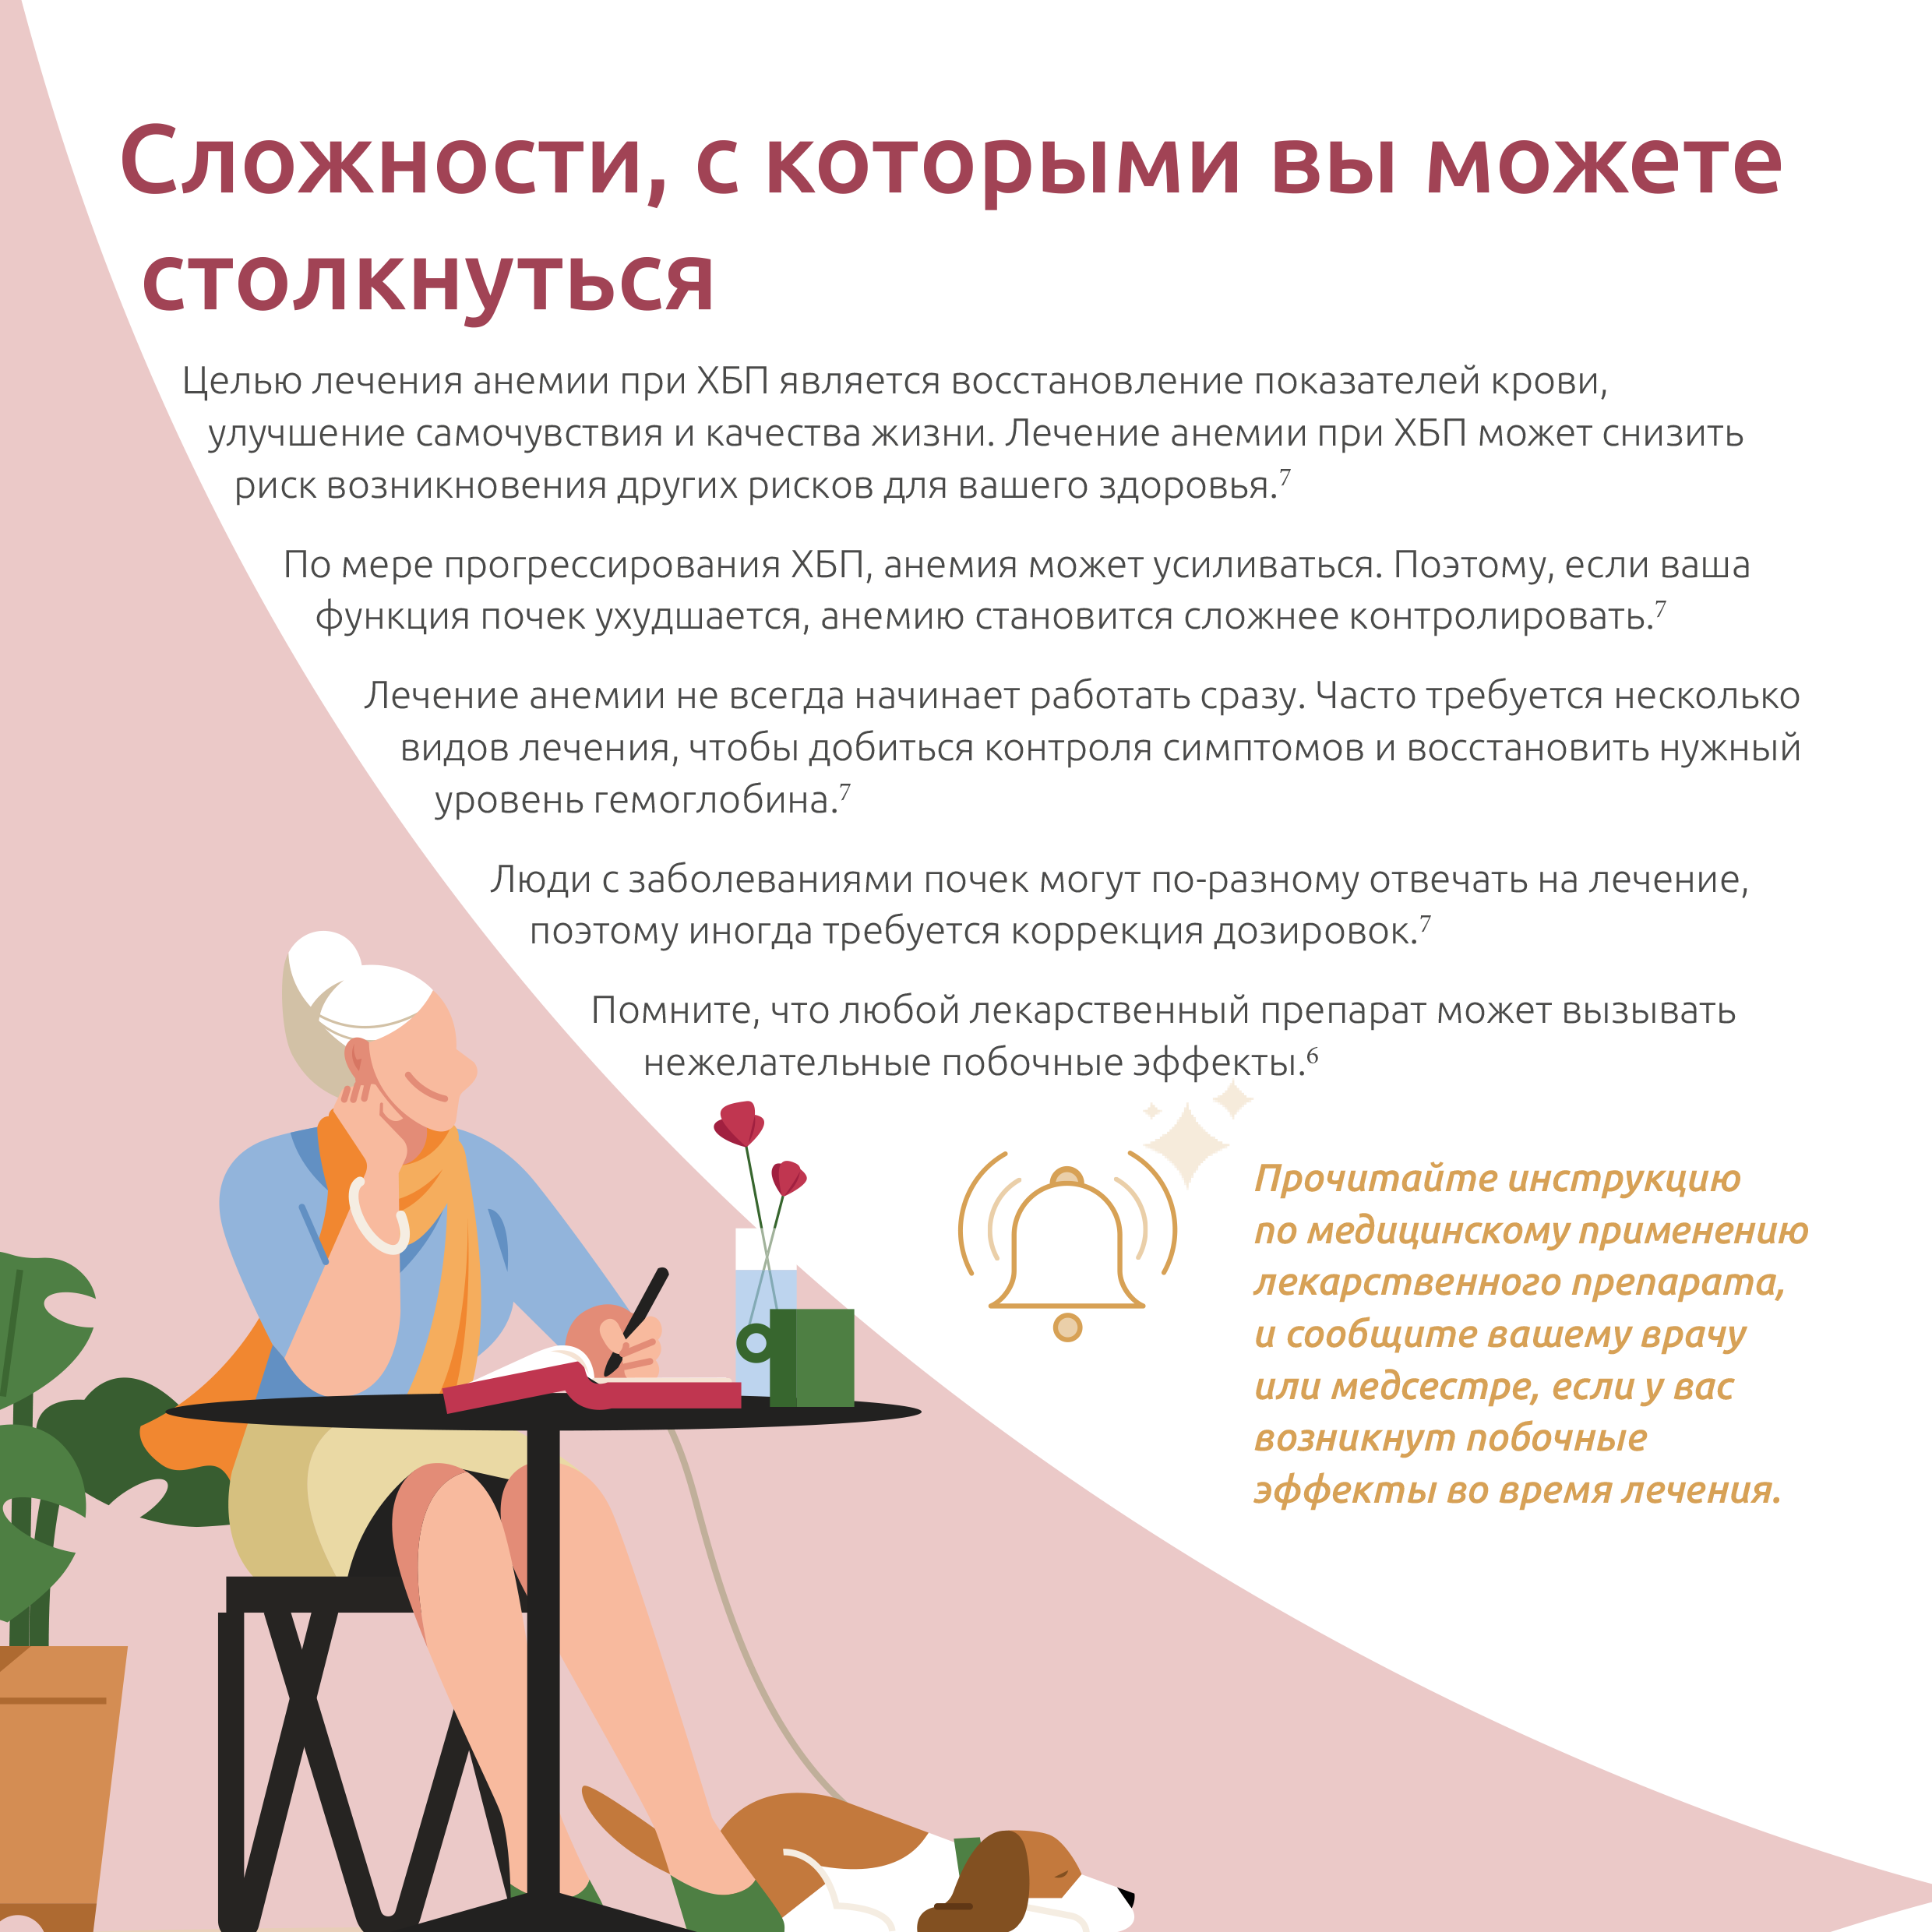 Сложности, с которыми вы можете
столкнуться
Целью лечения анемии при ХБП является восстановление показателей крови,
улучшение самочувствия и качества жизни. Лечение анемии при ХБП может снизить
риск возникновения других рисков для вашего здоровья.⁷
По мере прогрессирования ХБП, анемия может усиливаться. Поэтому, если ваша
функция почек ухудшается, анемию становится сложнее контролировать.⁷
Лечение анемии не всегда начинает работать сразу. Часто требуется несколько
видов лечения, чтобы добиться контроля симптомов и восстановить нужный
уровень гемоглобина.⁷
Люди с заболеваниями почек могут по-разному отвечать на лечение,
поэтому иногда требуется коррекция дозировок.⁷
Помните, что любой лекарственный препарат может вызывать
нежелательные побочные эффекты.⁶
Прочитайте инструкцию
по медицинскому применению
лекарственного препарата,
и сообщите вашему врачу
или медсестре, если у вас
возникнут побочные
эффекты во время лечения.